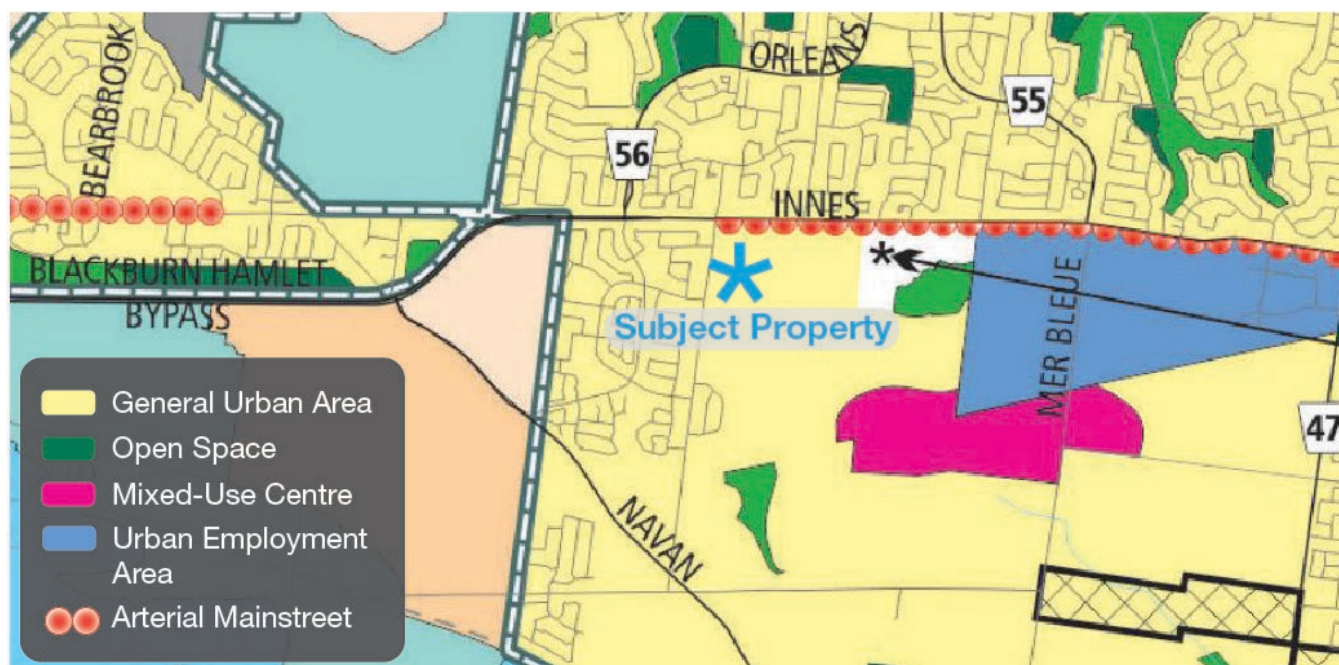 ORLEANS
BEARBROOK
56
55
INNES
*
BLACKBURN HAMLET
BYPASS
Subject Property
MER BLEUE
47
NAVAN
General Urban Area
Open Space
Mixed-Use Centre
Urban Employment
Area
Arterial Mainstreet